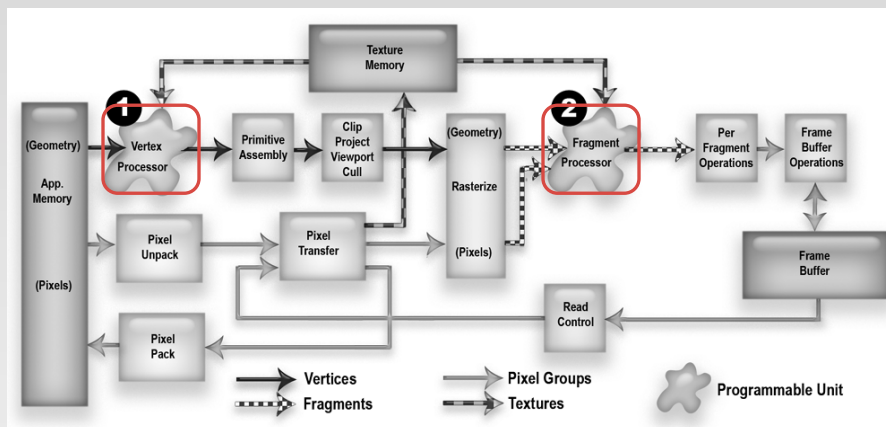 Texture
Memory
1
2
(Geometry)
App.
Memory
(Pixels)
Vertex
Processor
Primitive
Assembly
Clip
Project
Viewport
Cull
(Geometry)
Rasterize
(Pixels)
Fragment
Processor
Per
Fragment
Operations
Frame
Buffer
Operations
Pixel
Unpack
Pixel
Transfer
Frame
Buffer
Read
Control
Pixel
Pack
Vertices
Fragments
Pixel Groups
Textures
Programmable Unit